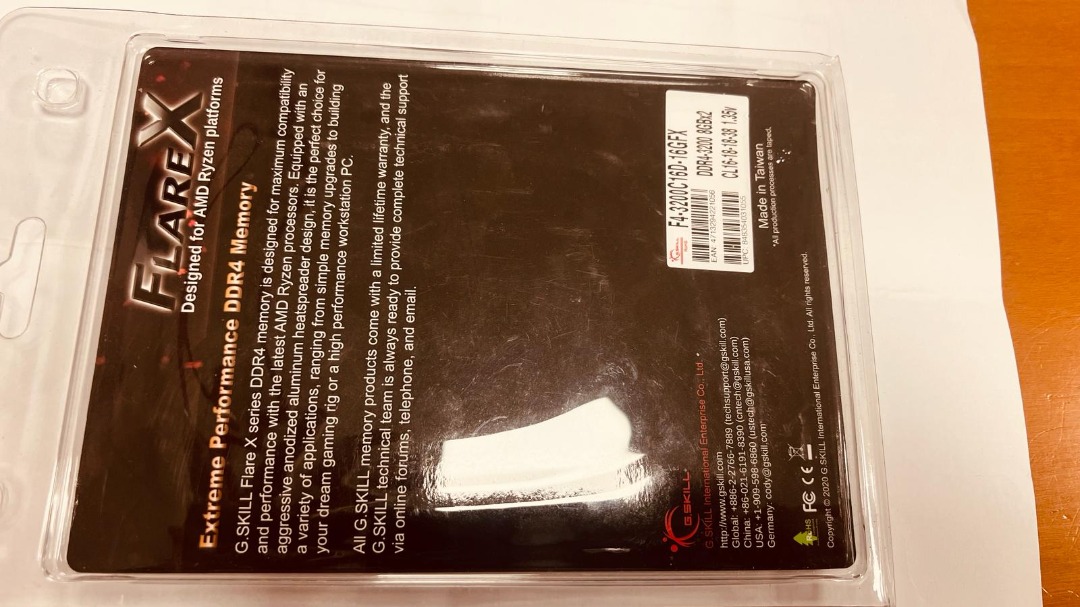 FLARE X
Designed for AMD Ryzen platforms
Extreme Performance DDR4 Memory
G.SKILL Flare X series DDR4 memory is designed for maximum compatibility
and performance with the latest AMD Ryzen processors. Equipped with an
aggressive anodized aluminum heatspreader design, it is the perfect choice for
a variety of applications, ranging from simple memory upgrades to building
your dream gaming rig or a high performance workstation PC.
All G.SKILL memory products come with a limited lifetime warranty, and the
G.SKILL technical team is always ready to provide complete technical support
via online forums, telephone, and email.
F4-3200C16D-16GFX
DDR4-3200 8GBx2
CL16-18-18-38 1.35v
Made in Taiwan
*All production processes are taped.
G.SKILL
G.SKILL International Enterprise Co., Ltd.
http://www.gskill.com
Global: +886-2-2766-7889 (techsupport@gskill.com)
China: +86-021-6191-8390 (cntech@gskill.com)
USA: +1-909-598-6860 (ustech@gskillusa.com)
Germany: cody@gskill.com
RoHS FC CE
Copyright © 2020 G.SKILL International Enterprise Co., Ltd. All rights reserved.